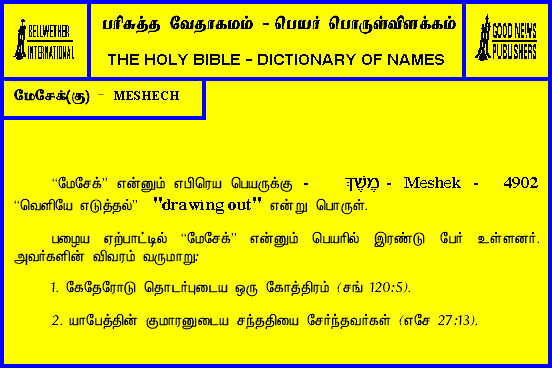 BELLWETHER
INTERNATIONAL
பரிசுத்த வேதாகமம் - பெயர் பொருள்விளக்கம்
THE HOLY BIBLE - DICTIONARY OF NAMES
GOOD NEWS
PUBLISHERS
மேசேக்(கு) - MESHECH
“மேசேக்” என்னும் எபிரெய பெயருக்கு - מֶשֶׁךְ - Meshek - 4902
“வெளியே எடுத்தல்” "drawing out" என்று பொருள்.
பழைய ஏற்பாட்டில் “மேசேக்” என்னும் பெயரில் இரண்டு பேர் உள்ளனர்.
அவர்களின் விவரம் வருமாறு:
1. கேதேரோடு தொடர்புடைய ஒரு கோத்திரம் (சங் 120:5).
2. யாபேத்தின் குமாரனுடைய சந்ததியை சேர்ந்தவர்கள் (எசே 27:13).